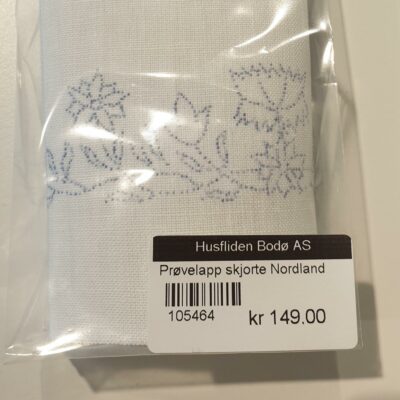 Husfliden Bodø AS
Prøvelapp skjorte Nordland
105464
kr 149.00